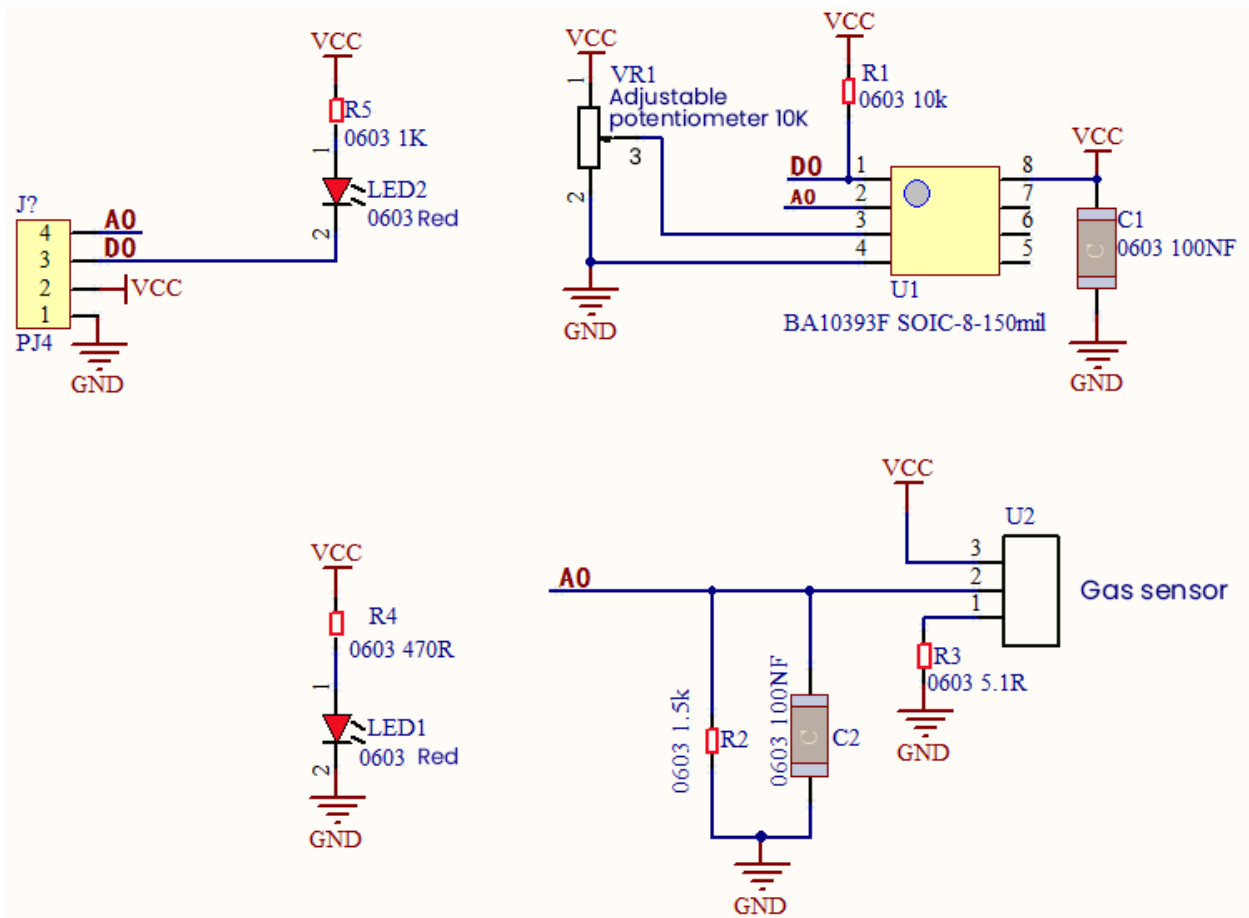 VCC
R5
0603 1K
1
LED2
0603 Red
2
J?
4
A0
3
D0
2
VCC
1
PJ4
GND
VCC
1
VR1
Adjustable
potentiometer 10K
3
2
GND
VCC
R1
0603 10k
D0
1
A0
2
3
4
8
7
6
5
U1
BA10393F SOIC-8-150mil
VCC
C1
C
0603 100NF
GND
VCC
R4
0603 470R
1
LED1
0603 Red
2
GND
A0
0603 1.5k
R2
0603 100NF
C
C2
GND
VCC
U2
3
2
1
Gas sensor
R3
0603 5.1R
GND